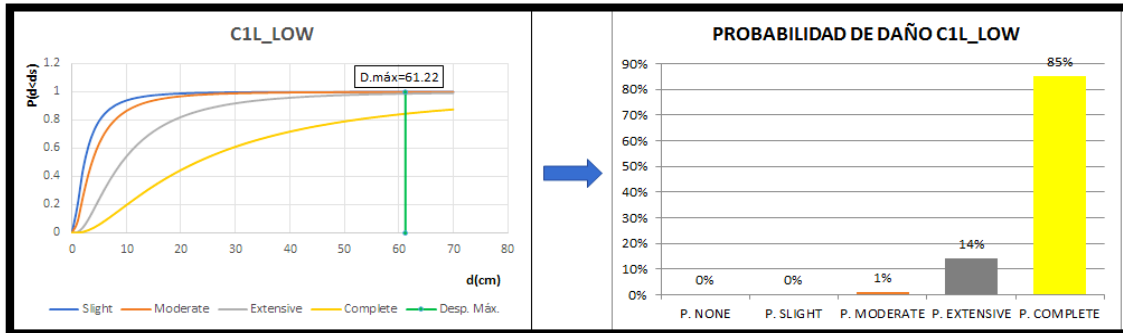 C1L_LOW
P(d<ds)
1.2
1
0.8
0.6
0.4
0.2
0
D.máx=61.22
0 10 20 30 40 50 60 70 80
d(cm)
Slight Moderate Extensive Complete Desp. Máx.
PROBABILIDAD DE DAÑO C1L_LOW
90%
80%
70%
60%
50%
40%
30%
20%
10%
0%
0% 0% 1% 14% 85%
P. NONE P. SLIGHT P. MODERATE P. EXTENSIVE P. COMPLETE